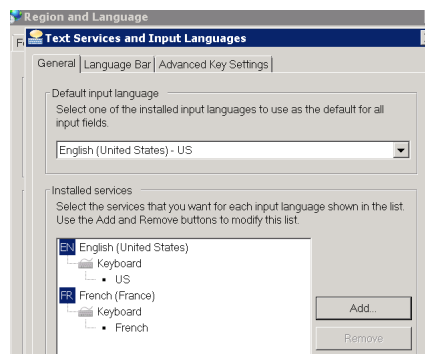 Region and Language
Text Services and Input Languages
General Language Bar Advanced Key Settings
Default input language
Select one of the installed input languages to use as the default for all
input fields.
English (United States) - US
Installed services
Select the services that you want for each input language shown in the list.
Use the Add and Remove buttons to modify this list.
EN English (United States)
Keyboard
US
FR French (France)
Keyboard
French
Add...
Remove